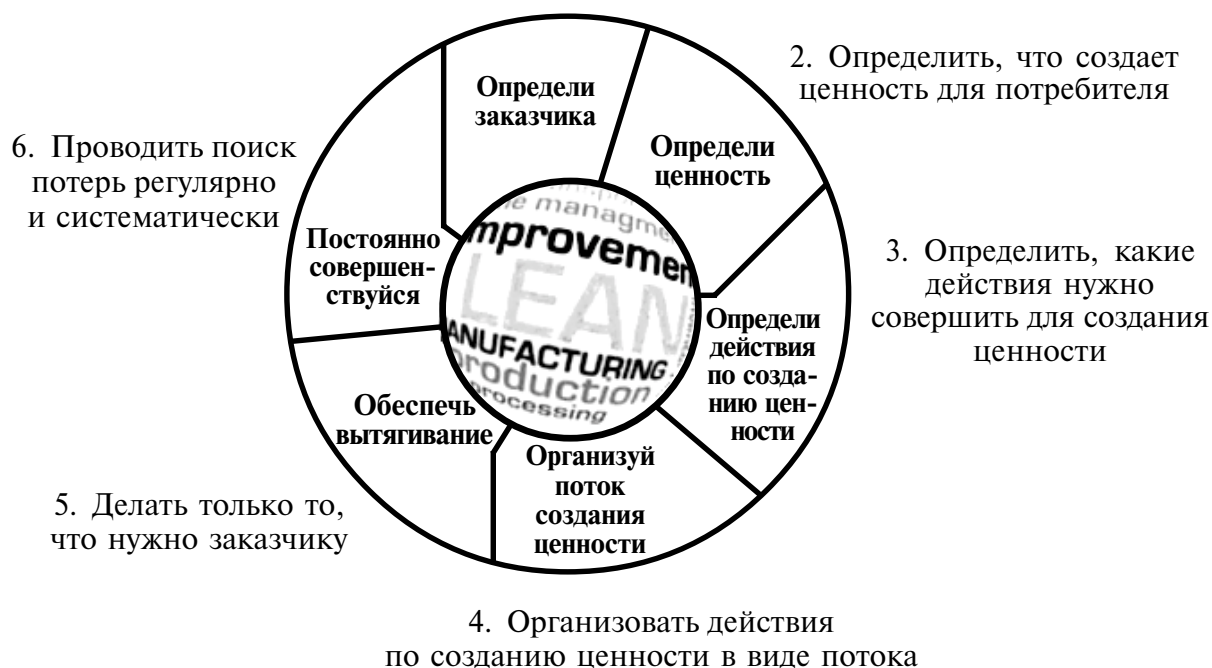 Определи
заказчика
2. Определить, что создает
ценность для потребителя
Определи
ценность
3. Определить, какие
действия нужно
совершить для создания
ценности
Определи
действия
по созда-
нию цен-
ности
Организуй
поток
создания
ценности
4. Организовать действия
по созданию ценности в виде потока
Обеспечь
вытягивание
5. Делать только то,
что нужно заказчику
6. Проводить поиск
потерь регулярно
и систематически
Постоянно
совершен-
ствуйся
managme
mprovemen
LEAN
ANUFACTURING
production
processing